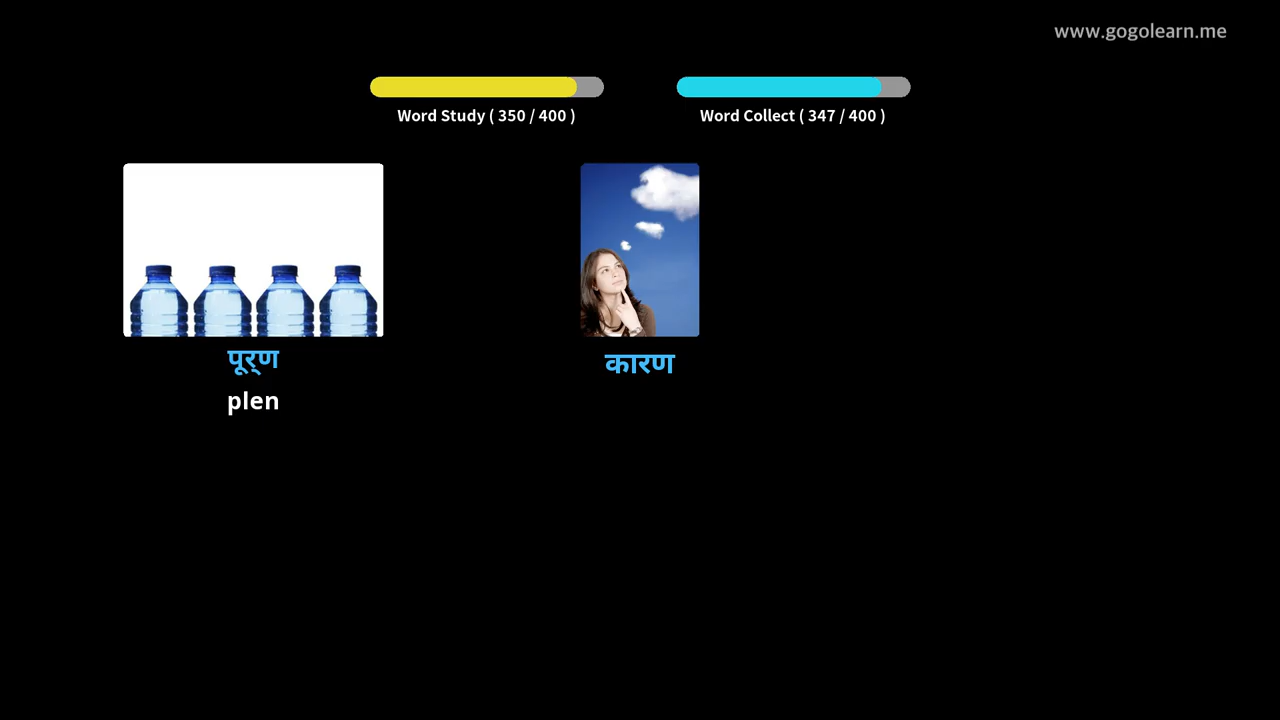 www.gogolearn.me
Word Study ( 350 / 400 )
Word Collect ( 347 / 400 )
पूर्ण
कारण
plen